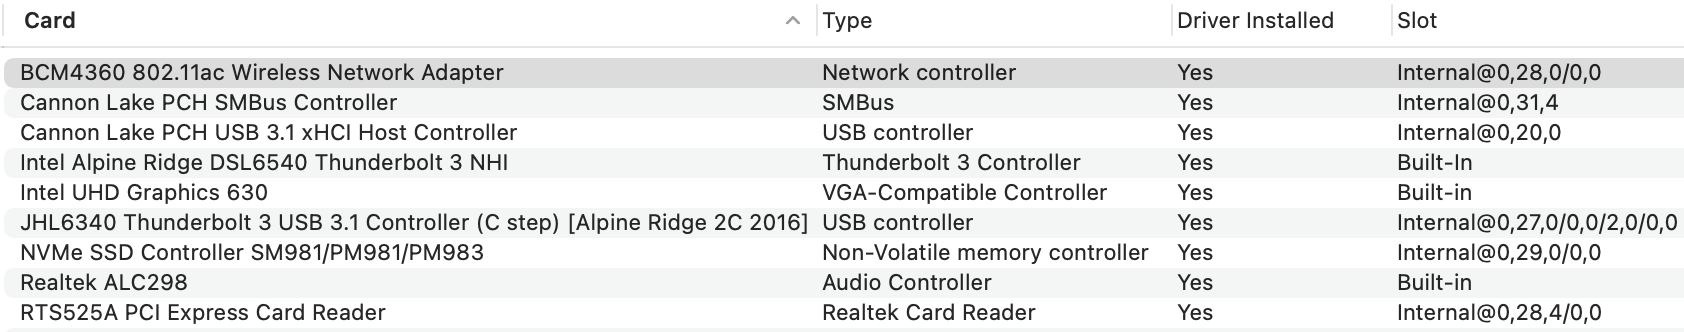 Card Type Driver Installed Slot
BCM4360 802.11ac Wireless Network Adapter Network controller Yes Internal@0,28,0/0,0
Cannon Lake PCH SMBus Controller SMBus Yes Internal@0,31,4
Cannon Lake PCH USB 3.1 xHCI Host Controller USB controller Yes Internal@0,20,0
Intel Alpine Ridge DSL6540 Thunderbolt 3 NHI Thunderbolt 3 Controller Yes Built-In
Intel UHD Graphics 630 VGA-Compatible Controller Yes Built-in
JHL6340 Thunderbolt 3 USB 3.1 Controller (C step) [Alpine Ridge 2C 2016] USB controller Yes Internal@0,27,0/0,0/2,0/0,0
NVMe SSD Controller SM981/PM981/PM983 Non-Volatile memory controller Yes Internal@0,29,0/0,0
Realtek ALC298 Audio Controller Yes Built-in
RTS525A PCI Express Card Reader Realtek Card Reader Yes Internal@0,28,4/0,0